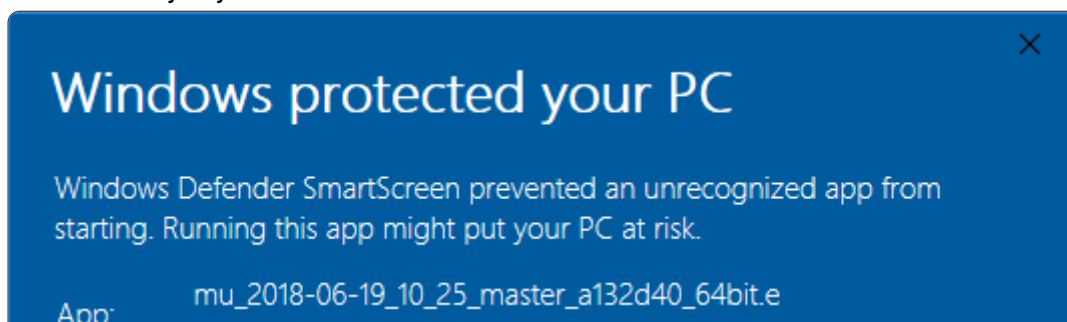 Windows protected your PC
Windows Defender SmartScreen prevented an unrecognized app from
starting. Running this app might put your PC at risk.
mu_2018-06-19_10_25_master_a132d40_64bit.e
App: